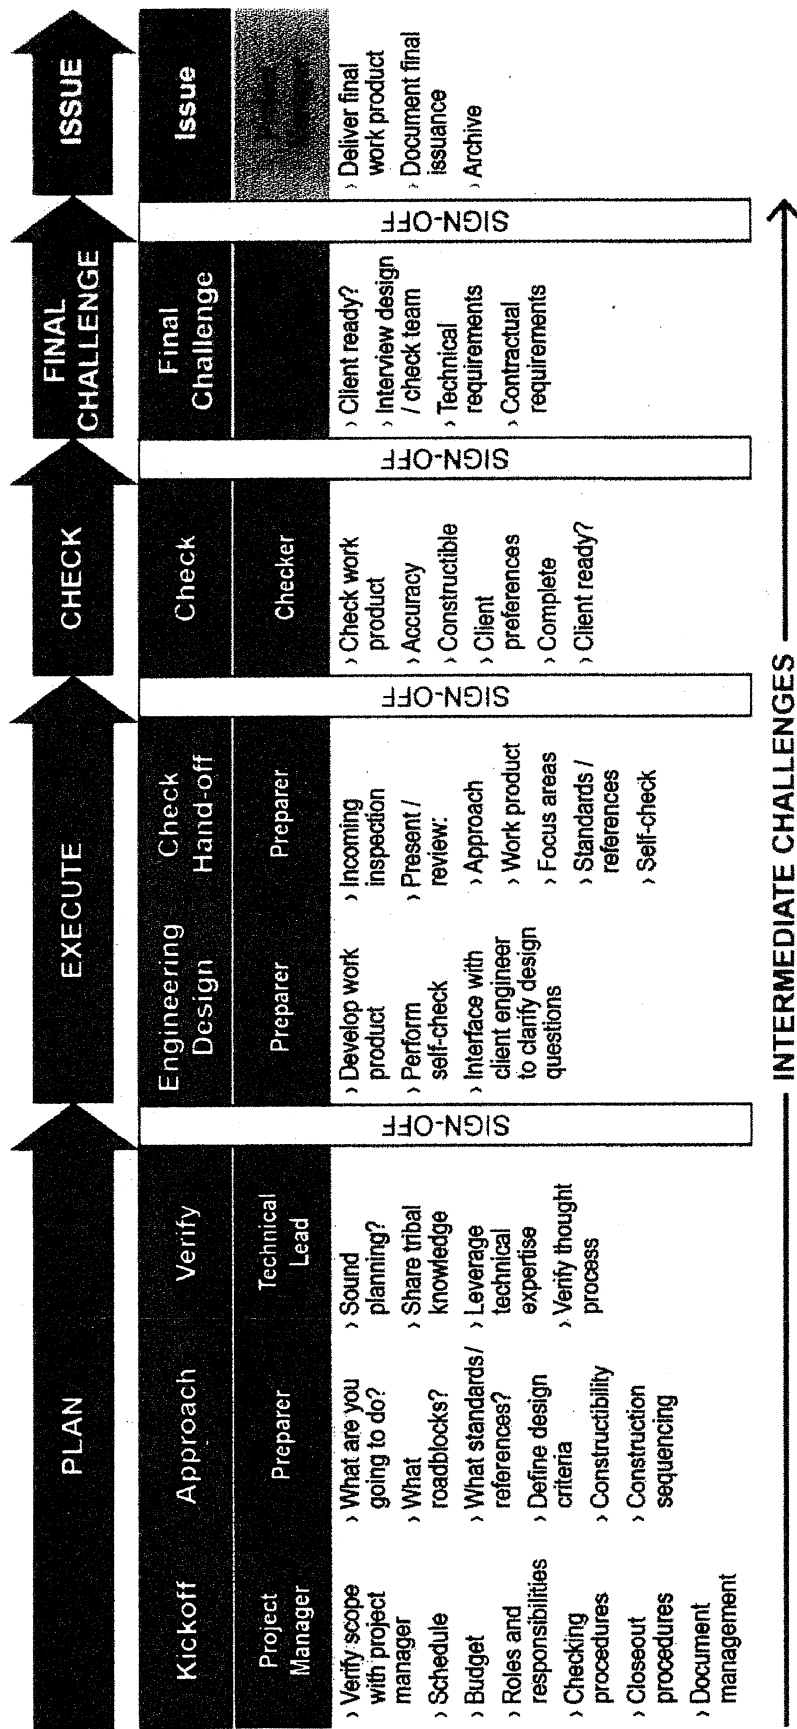 PLAN
EXECUTE
CHECK
FINAL
CHALLENGE
ISSUE
Kickoff
Project
Manager
› Verify scope
with project
manager
› Schedule
› Budget
› Roles and
responsibilities
› Checking
procedures
› Closeout
procedures
› Document
management
Approach
Preparer
› What are you
going to do?
› What
roadblocks?
› What standards/
references?
› Define design
criteria
› Constructibility
› Construction
sequencing
Verify
Technical
Lead
› Sound
planning?
› Share tribal
knowledge
› Leverage
technical
expertise
› Verify thought
process
SIGN-OFF
Engineering
Design
Preparer
› Develop work
product
› Perform
self-check
› Interface with
client engineer
to clarify design
questions
Check
Hand-off
Preparer
› Incoming
inspection
› Present /
review:
› Approach
› Work product
› Focus areas
› Standards /
references
› Self-check
SIGN-OFF
Check
Checker
› Check work
product
› Accuracy
› Constructible
› Client
preferences
› Complete
› Client ready?
SIGN-OFF
Final
Challenge
› Client ready?
› Interview design
/ check team
› Technical
requirements
› Contractual
requirements
SIGN-OFF
Issue
› Deliver final
work product
› Document final
issuance
› Archive
INTERMEDIATE CHALLENGES